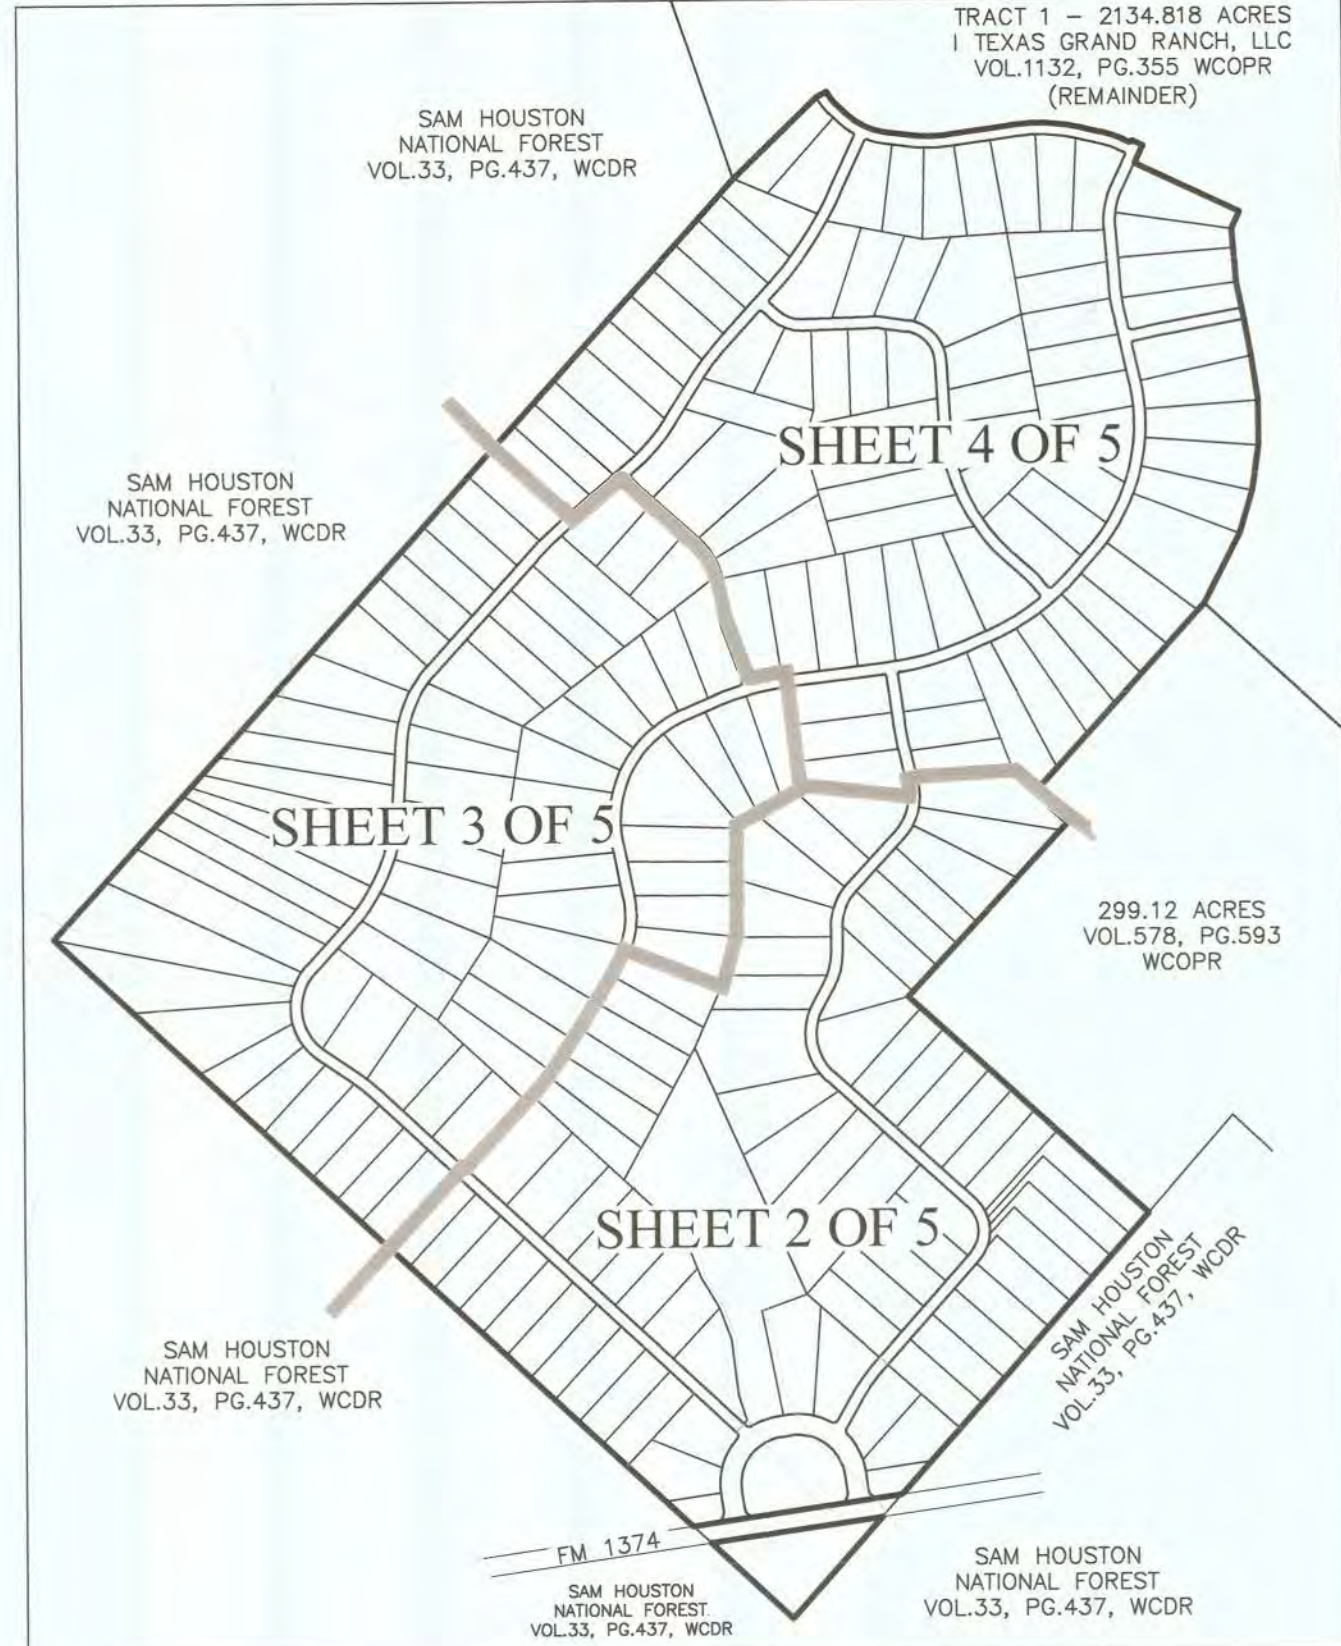 TRACT 1 – 2134.818 ACRES
I TEXAS GRAND RANCH, LLC
VOL.1132, PG.355 WCOPR
(REMAINDER)
SAM HOUSTON
NATIONAL FOREST
VOL.33, PG.437, WCDR
SHEET 4 OF 5
SAM HOUSTON
NATIONAL FOREST
VOL.33, PG.437, WCDR
SHEET 3 OF 5
299.12 ACRES
VOL.578, PG.593
WCOPR
SHEET 2 OF 5
SAM HOUSTON
NATIONAL FOREST
VOL.33, PG.437, WCDR
SAM HOUSTON
NATIONAL FOREST
VOL.33, PG.437, WCDR
FM 1374
SAM HOUSTON
NATIONAL FOREST.
VOL.33, PG.437, WCDR
SAM HOUSTON
NATIONAL FOREST
VOL.33, PG.437, WCDR